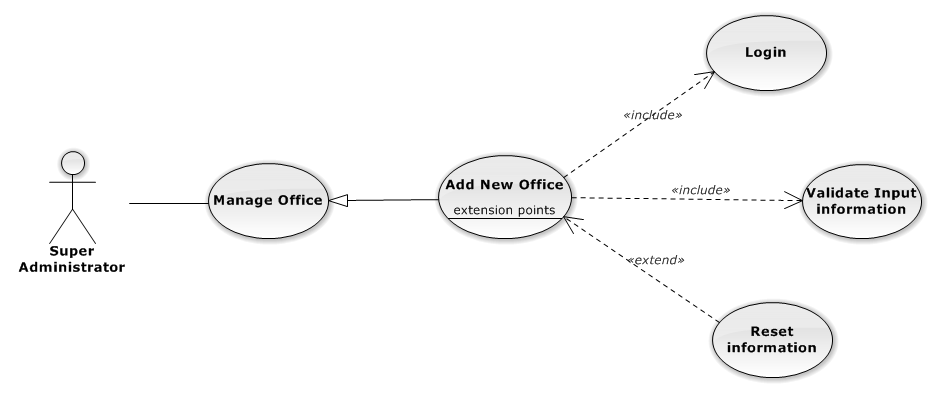 Login
«include»
Add New Office
extension points
Manage Office
«include»
Validate Input
information
Super
Administrator
«extend»
Reset
information